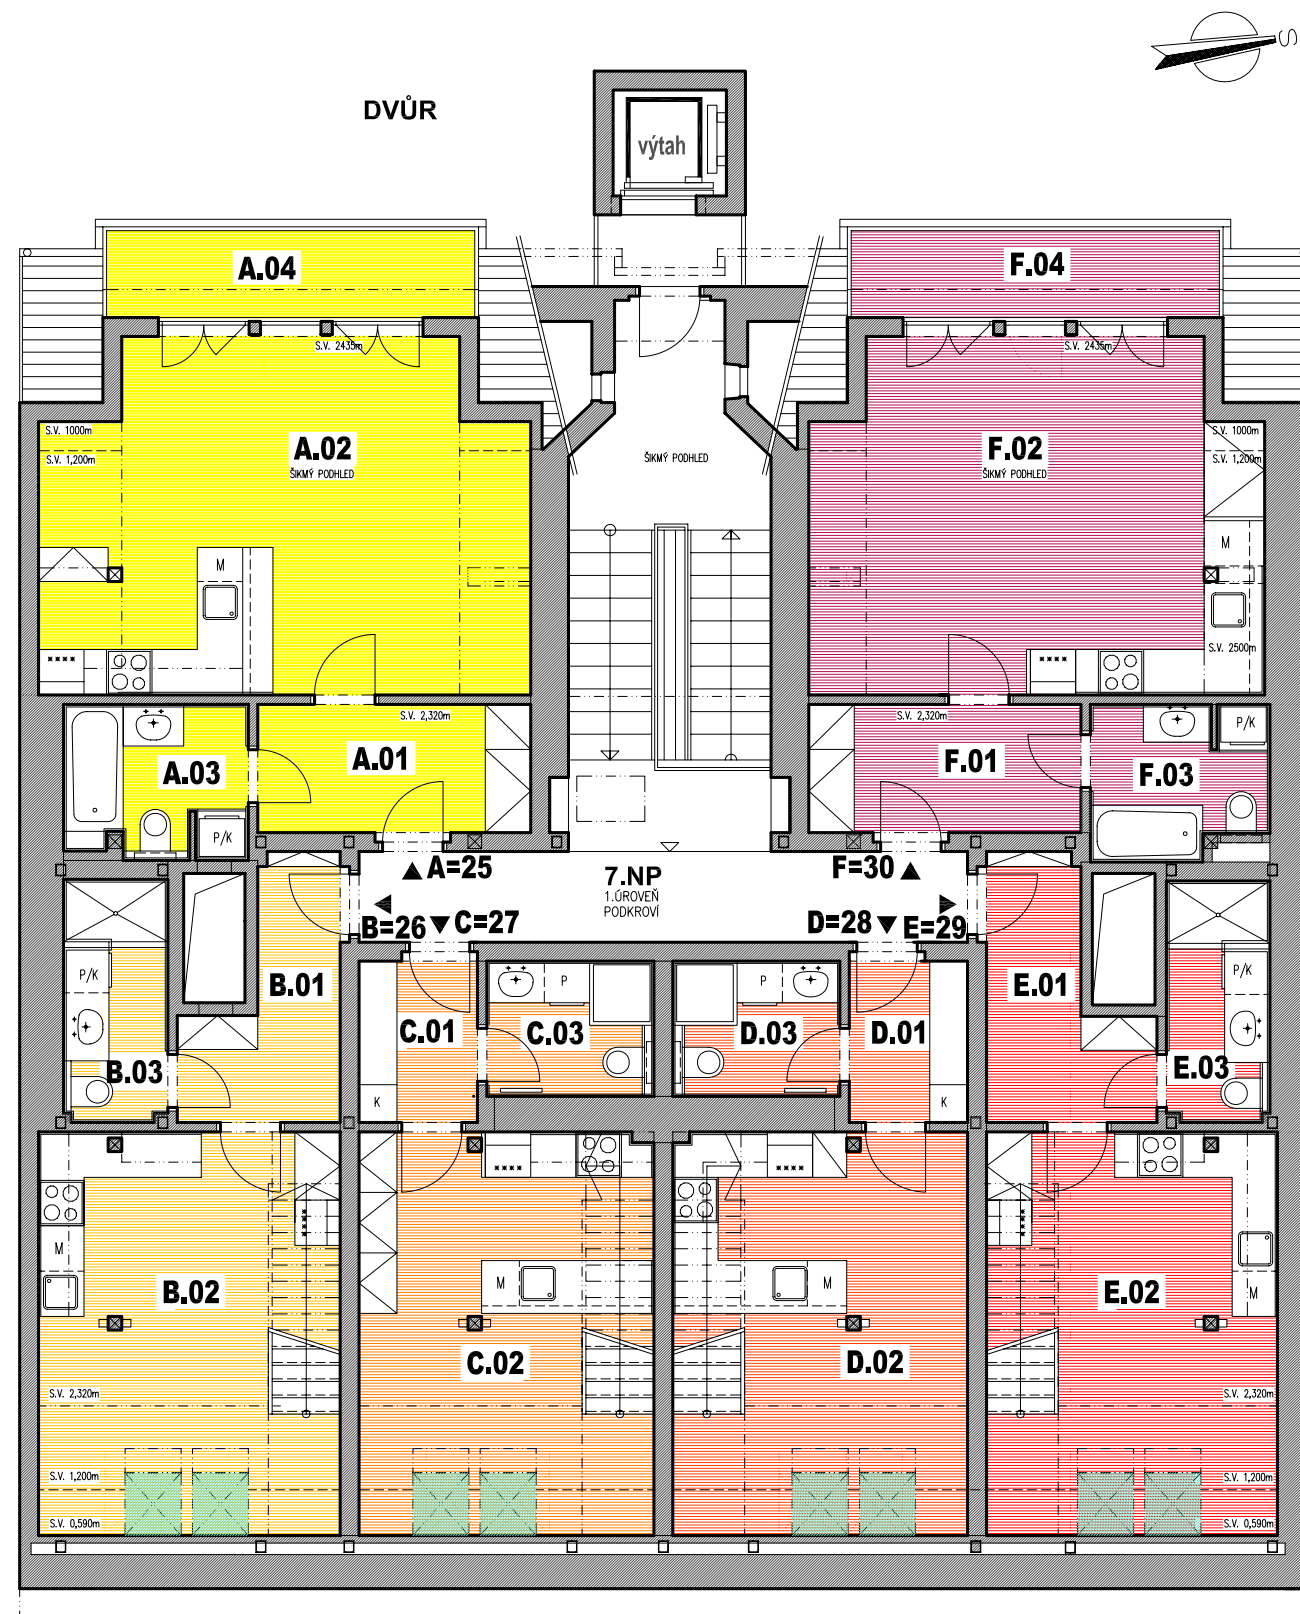 S
DVŮR
výtah
A.04
F.04
S.V. 2435m
S.V. 2435m
S.V. 1000m
A.02
ŠIKMÝ PODHLED
S.V. 1,200m
ŠIKMÝ PODHLED
F.02
ŠIKMÝ PODHLED
S.V. 1000m
S.V. 1,200m
M
M
S.V. 2500m
S.V. 2,320m
S.V. 2,320m
A.03
A.01
F.01
F.03
P/K
P/K
A=25
F=30
7.NP
1.ÚROVEŇ
PODKROVÍ
B=26
C=27
D=28
E=29
P/K
P
P
P/K
B.01
E.01
C.01
C.03
D.03
D.01
B.03
E.03
K
K
M
M
M
M
B.02
E.02
C.02
D.02
S.V. 2,320m
S.V. 2,320m
S.V. 1,200m
S.V. 1,200m
S.V. 0,590m
S.V. 0,590m